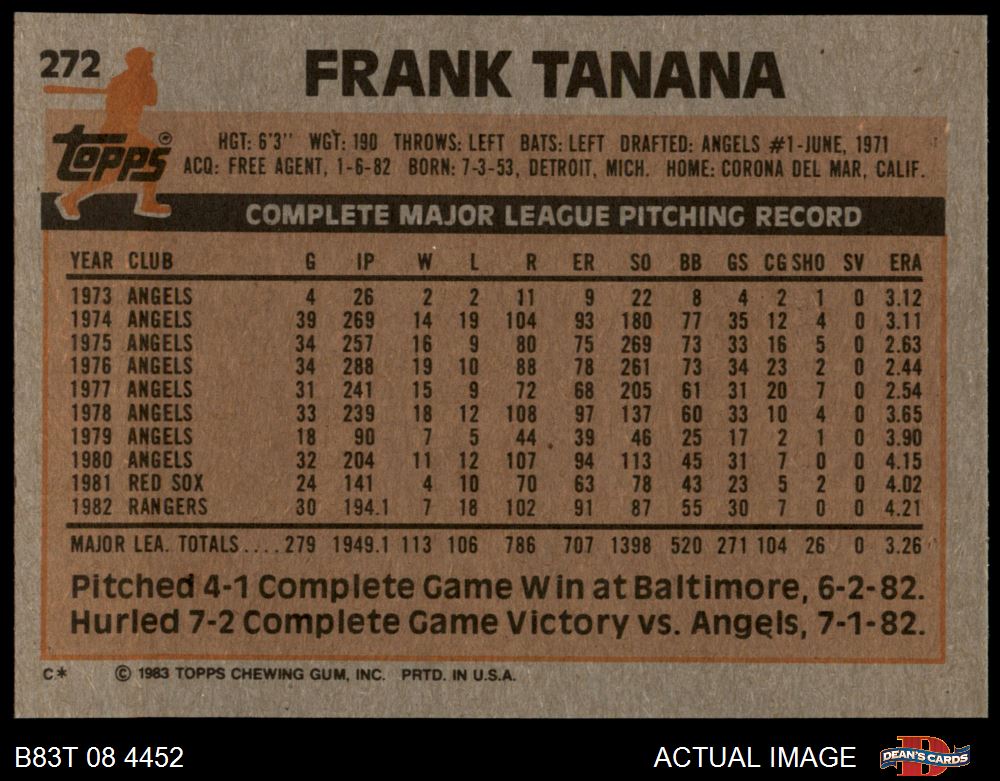 272
FRANK TANANA
topps®
HGT: 6'3'' WGT: 190 THROWS: LEFT BATS: LEFT DRAFTED: ANGELS #1-JUNE, 1971
ACQ: FREE AGENT, 1-6-82 BORN: 7-3-53, DETROIT, MICH. HOME: CORONA DEL MAR, CALIF.
COMPLETE MAJOR LEAGUE PITCHING RECORD
YEAR CLUB G IP W L R ER SO BB GS CG SHO SV ERA
1973 ANGELS 4 26 2 2 11 9 22 8 4 2 1 0 3.12
1974 ANGELS 39 269 14 19 104 93 180 77 35 12 4 0 3.11
1975 ANGELS 34 257 16 9 80 75 269 73 33 16 5 0 2.63
1976 ANGELS 34 288 19 10 88 78 261 73 34 23 2 0 2.44
1977 ANGELS 31 241 15 9 72 68 205 61 31 20 7 0 2.54
1978 ANGELS 33 239 18 12 108 97 137 60 33 10 4 0 3.65
1979 ANGELS 18 90 7 5 44 39 46 25 17 2 1 0 3.90
1980 ANGELS 32 204 11 12 107 94 113 45 31 7 0 0 4.15
1981 RED SOX 24 141 4 10 70 63 78 43 23 5 2 0 4.02
1982 RANGERS 30 194.1 7 18 102 91 87 55 30 7 0 0 4.21
MAJOR LEA. TOTALS....279 1949.1 113 106 786 707 1398 520 271 104 26 0 3.26
Pitched 4-1 Complete Game Win at Baltimore, 6-2-82.
Hurled 7-2 Complete Game Victory vs. Angels, 7-1-82.
C* © 1983 TOPPS CHEWING GUM, INC. PRTD. IN U.S.A.
B83T 08 4452
ACTUAL IMAGE
DEAN'S CARDS